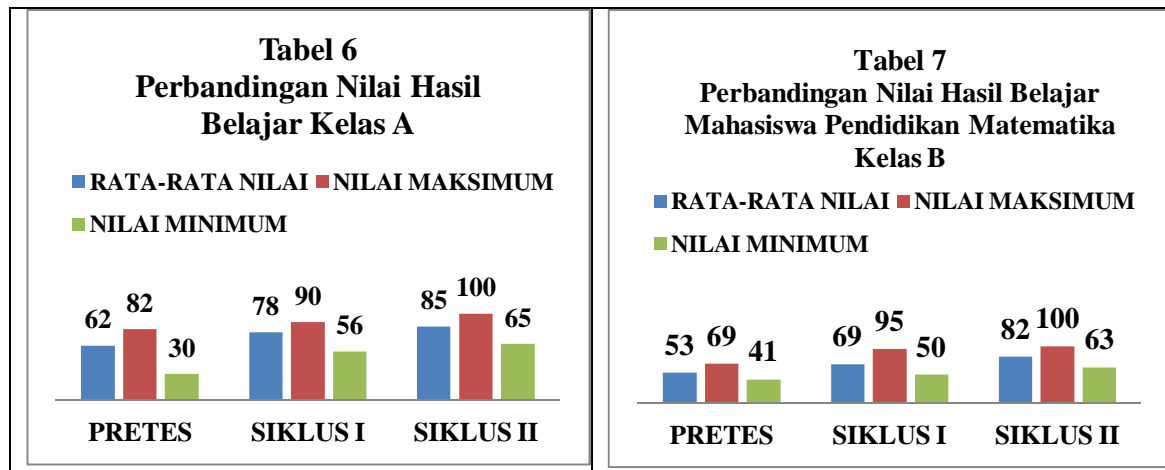 Tabel 6
Perbandingan Nilai Hasil
Belajar Kelas A
RATA-RATA NILAI NILAI MAKSIMUM
NILAI MINIMUM
62 82 30 78 90 56 85 100 65
PRETES SIKLUS I SIKLUS II
Tabel 7
Perbandingan Nilai Hasil Belajar
Mahasiswa Pendidikan Matematika
Kelas B
RATA-RATA NILAI NILAI MAKSIMUM
NILAI MINIMUM
53 69 41 69 95 50 82 100 63
PRETES SIKLUS I SIKLUS II